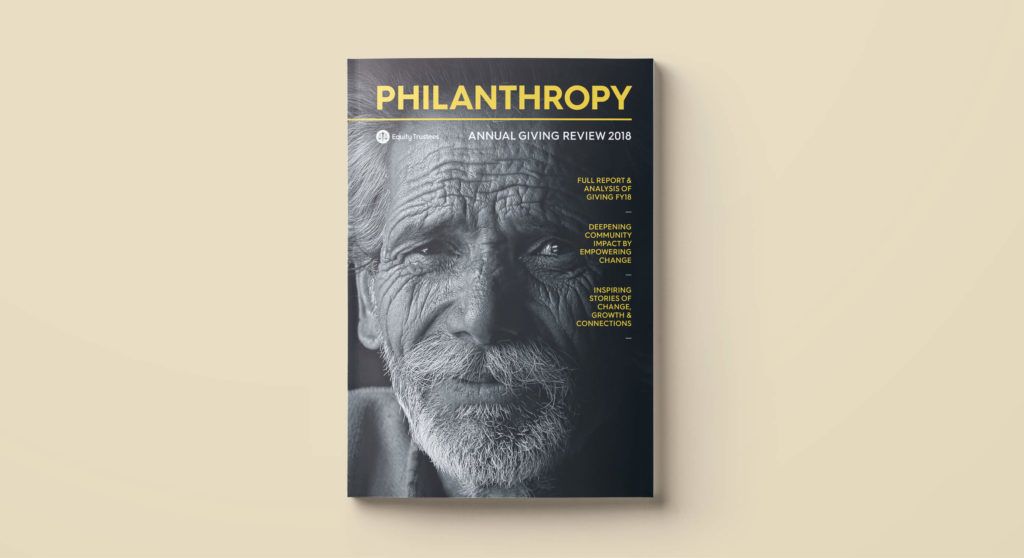 PHILANTHROPY
Equity Trustees
ANNUAL GIVING REVIEW 2018
FULL REPORT &
ANALYSIS OF
GIVING FY18
DEEPENING
COMMUNITY
IMPACT BY
EMPOWERING
CHANGE
INSPIRING
STORIES OF
CHANGE,
GROWTH &
CONNECTIONS